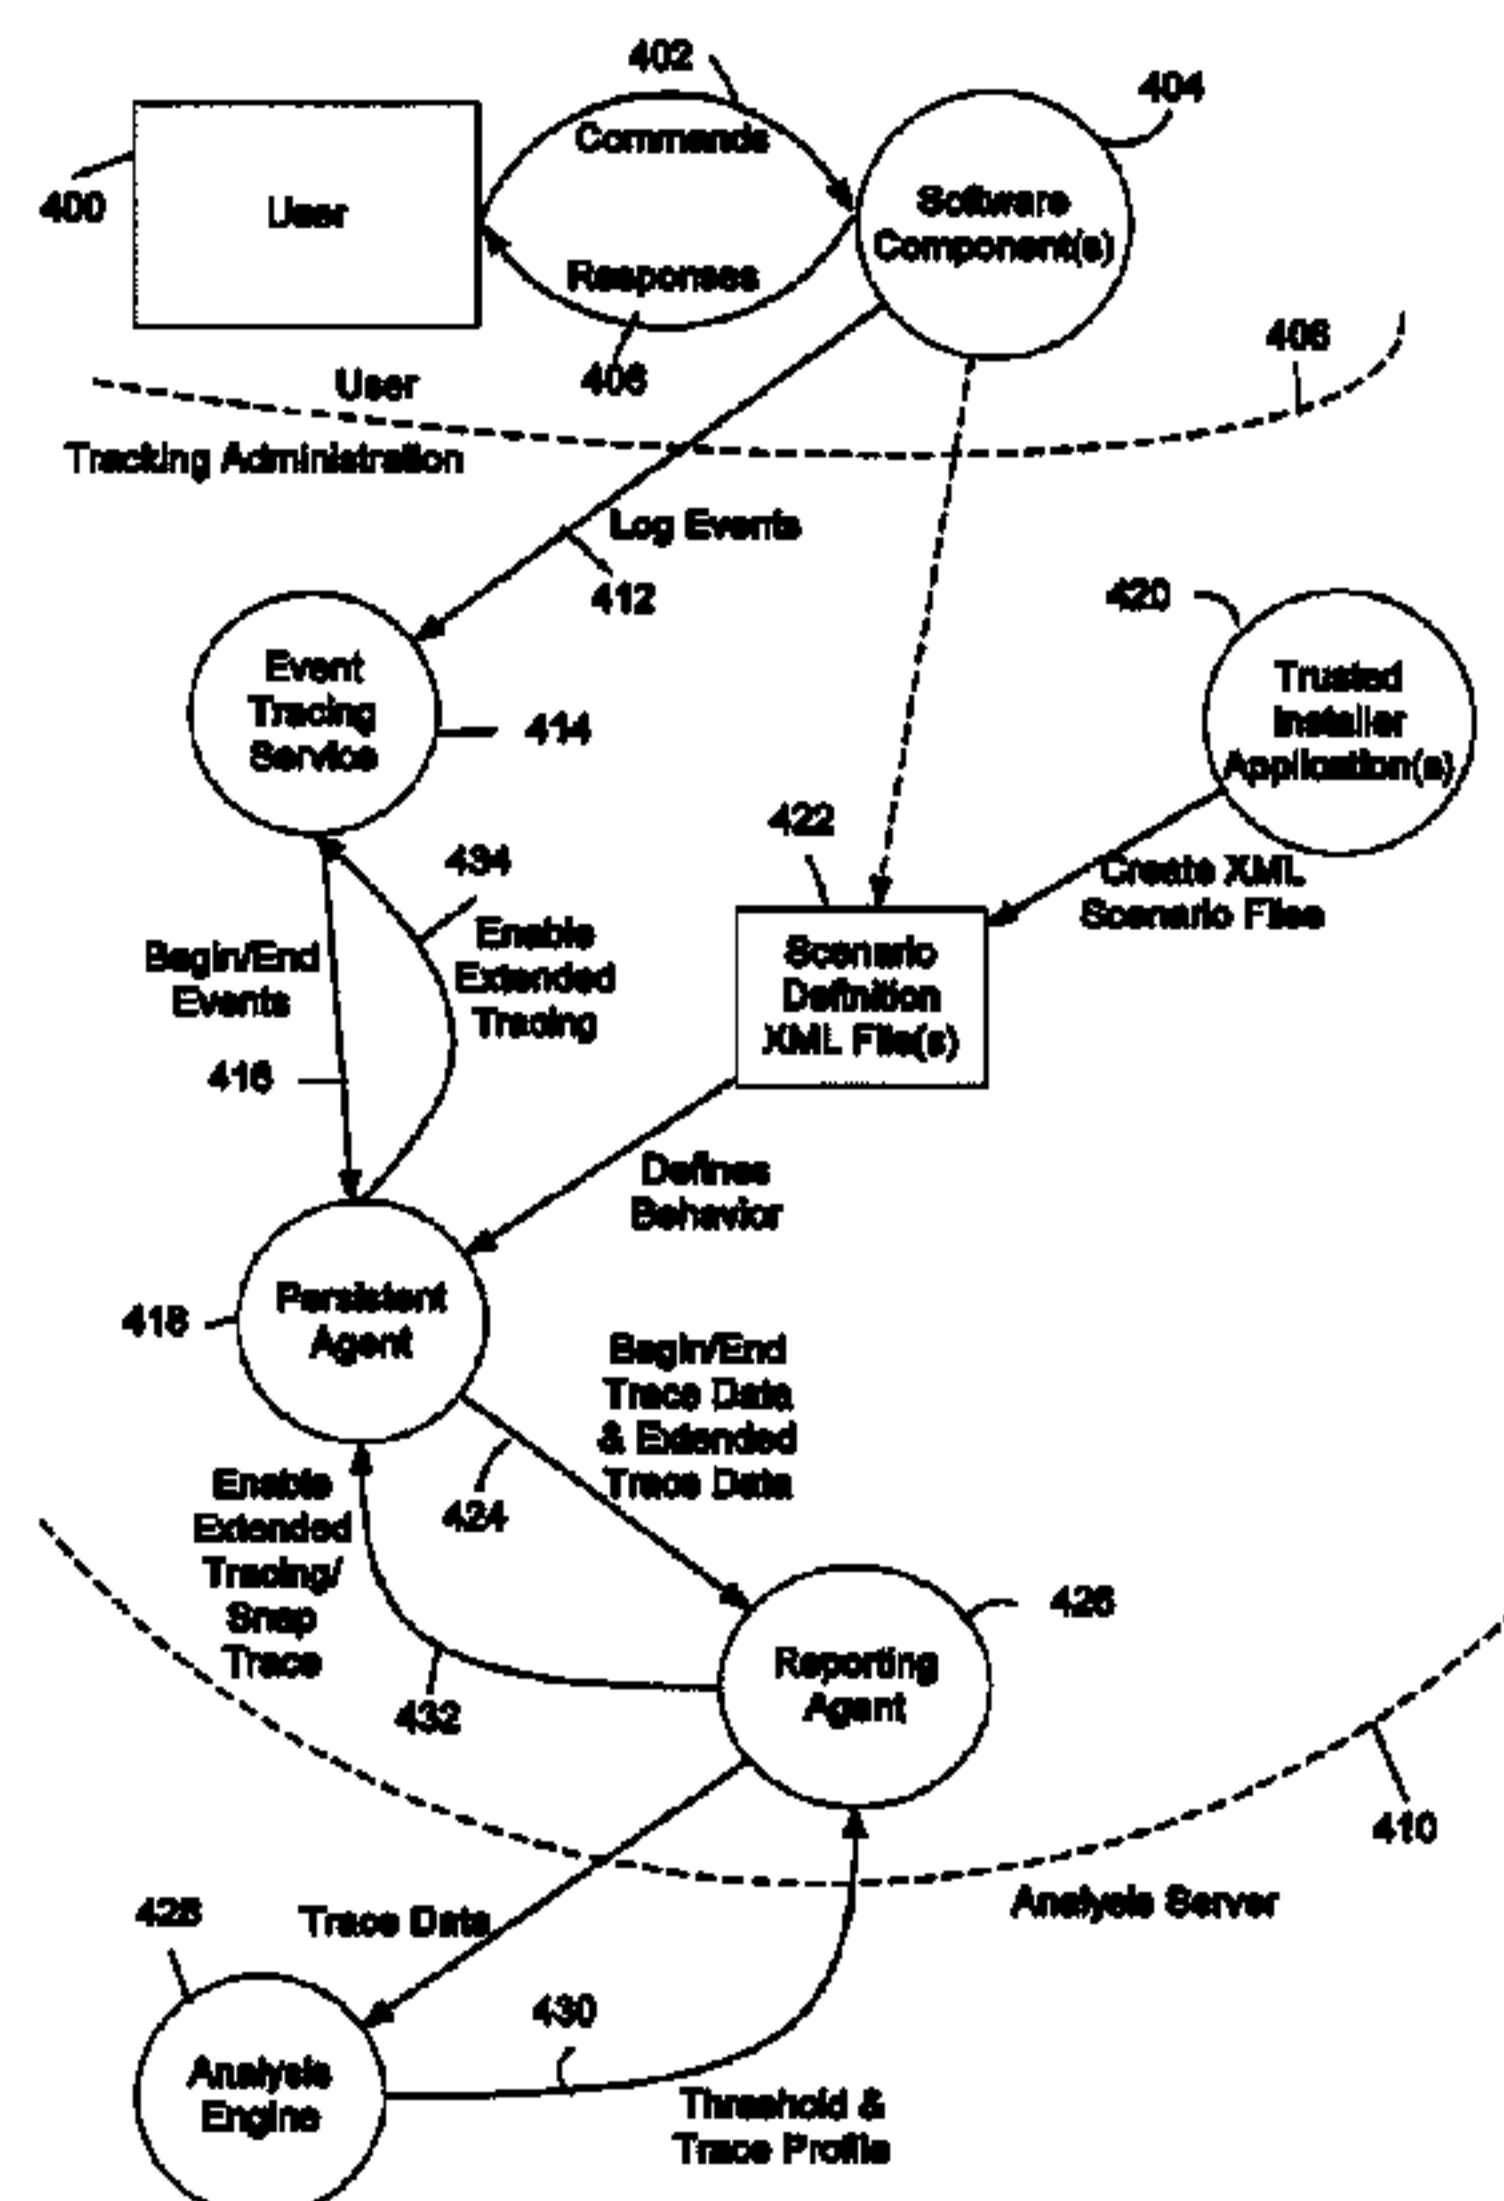 402
404
Commands
400
User
Software
Component(s)
Responses
406
408
User
Tracking Administration
Log Events
412
420
Event
Tracing
Service
414
Trusted
Installer
Application(s)
422
434
Create XML
Scenario Files
Begin/End
Events
Enable
Extended
Tracing
Scenario
Definition
XML File(s)
416
Defines
Behavior
418
Persistent
Agent
Begin/End
Trace Data
& Extended
Trace Data
Enable
Extended
Tracing/
Snap
Trace
424
426
Reporting
Agent
432
410
Analysis Server
428
Trace Data
430
Analysis
Engine
Threshold &
Trace Profile